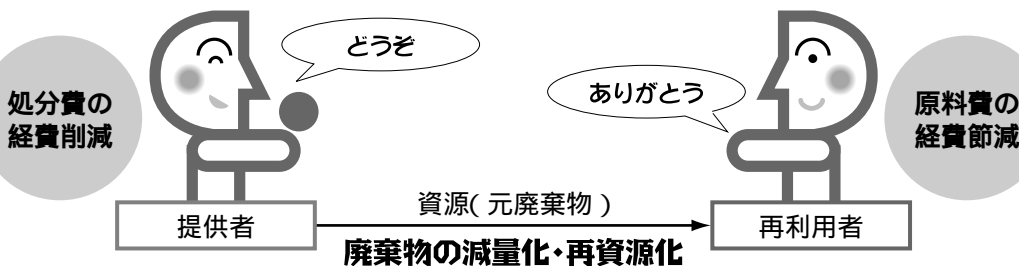 どうぞ
ありがとう
処分費の
経費削減
原料費の
経費節減
資源(元廃棄物)
提供者
再利用者
廃棄物の減量化・再資源化